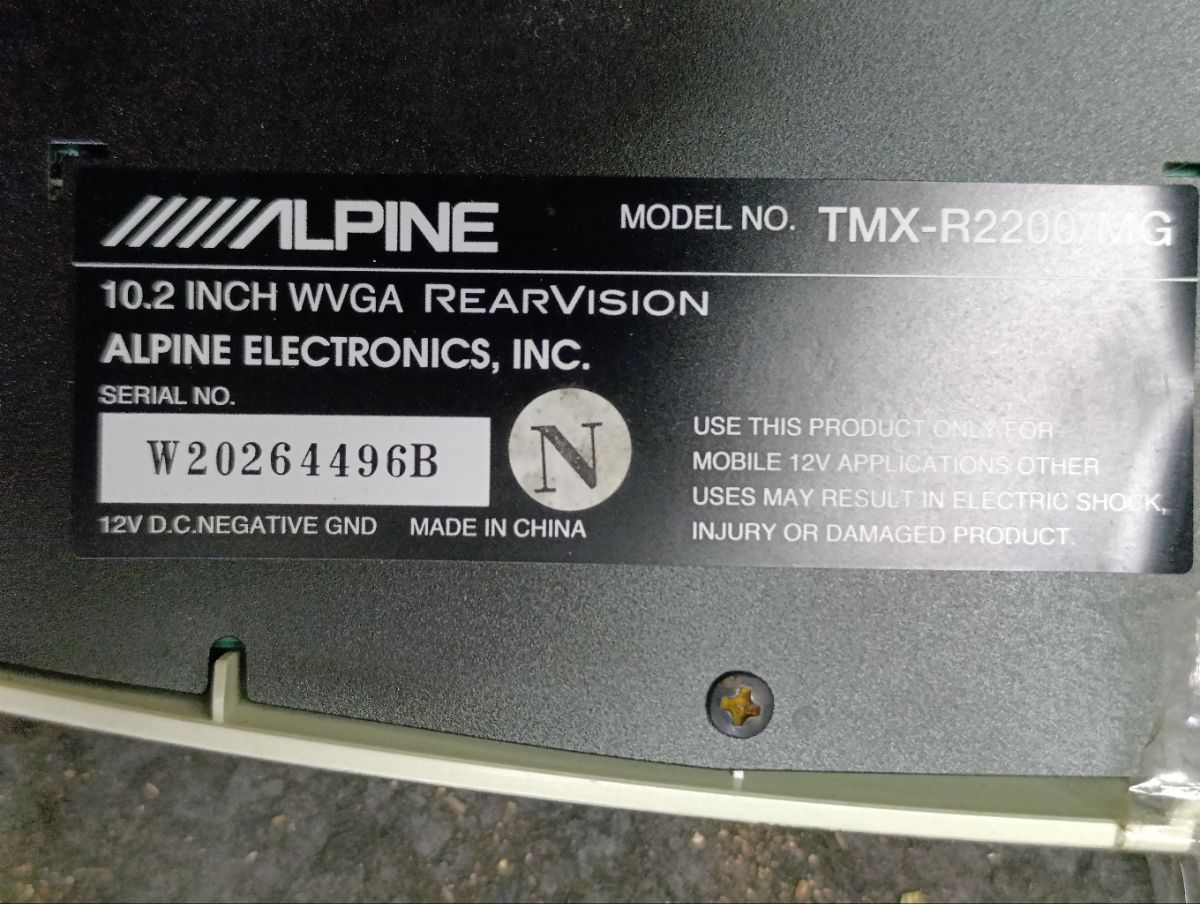 ALPINE MODEL NO. TMX-R2200/MG
10.2 INCH WVGA REARVISION
ALPINE ELECTRONICS, INC.
SERIAL NO.
W20264496B
N
12V D.C.NEGATIVE GND MADE IN CHINA
USE THIS PRODUCT ONLY FOR
MOBILE 12V APPLICATIONS OTHER
USES MAY RESULT IN ELECTRIC SHOCK,
INJURY OR DAMAGED PRODUCT.